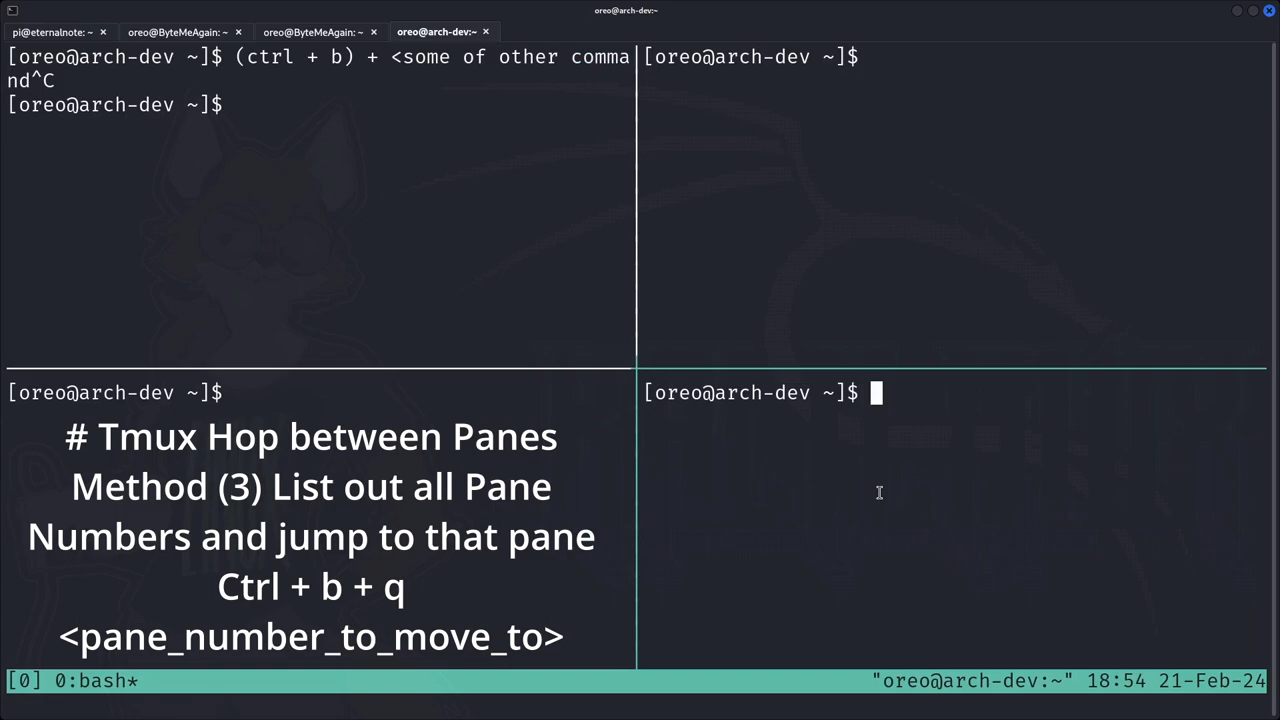 oreo@arch-dev:~
pi@eternalnote: ~ × oreo@ByteMeAgain: ~ × oreo@ByteMeAgain: ~ × oreo@arch-dev:~ ×
[oreo@arch-dev ~]$ (ctrl + b) + <some of other comma
nd^C
[oreo@arch-dev ~]$
[oreo@arch-dev ~]$
[oreo@arch-dev ~]$
# Tmux Hop between Panes
Method (3) List out all Pane
Numbers and jump to that pane
Ctrl + b + q
<pane_number_to_move_to>
[oreo@arch-dev ~]$
[0] 0:bash* "oreo@arch-dev:~" 18:54 21-Feb-24